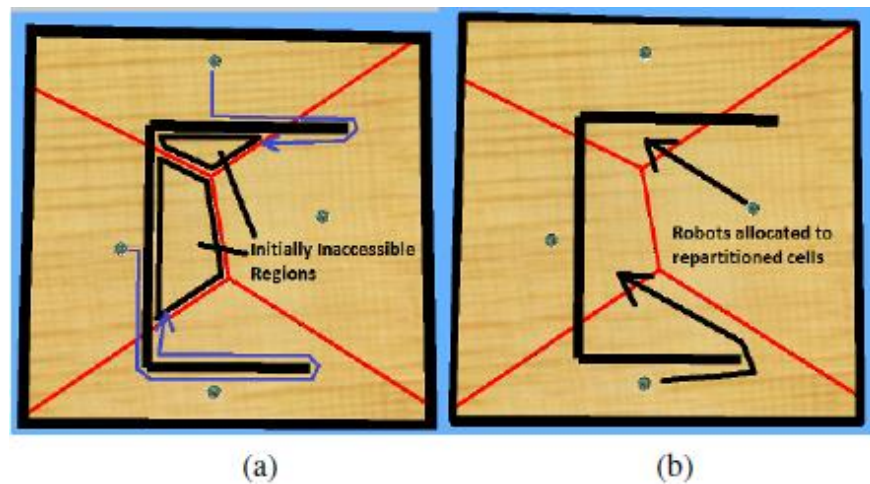 Initially Inaccessible
Regions
Robots allocated to
repartitioned cells
(a)
(b)